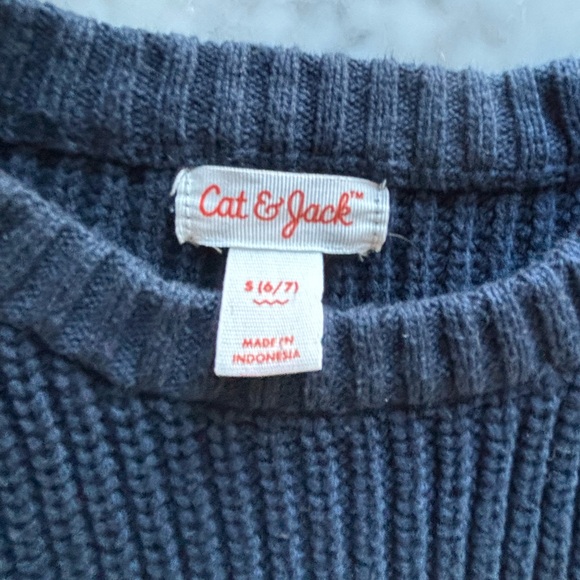 Cat & Jack™
S (6/7)
MADE IN
INDONESIA